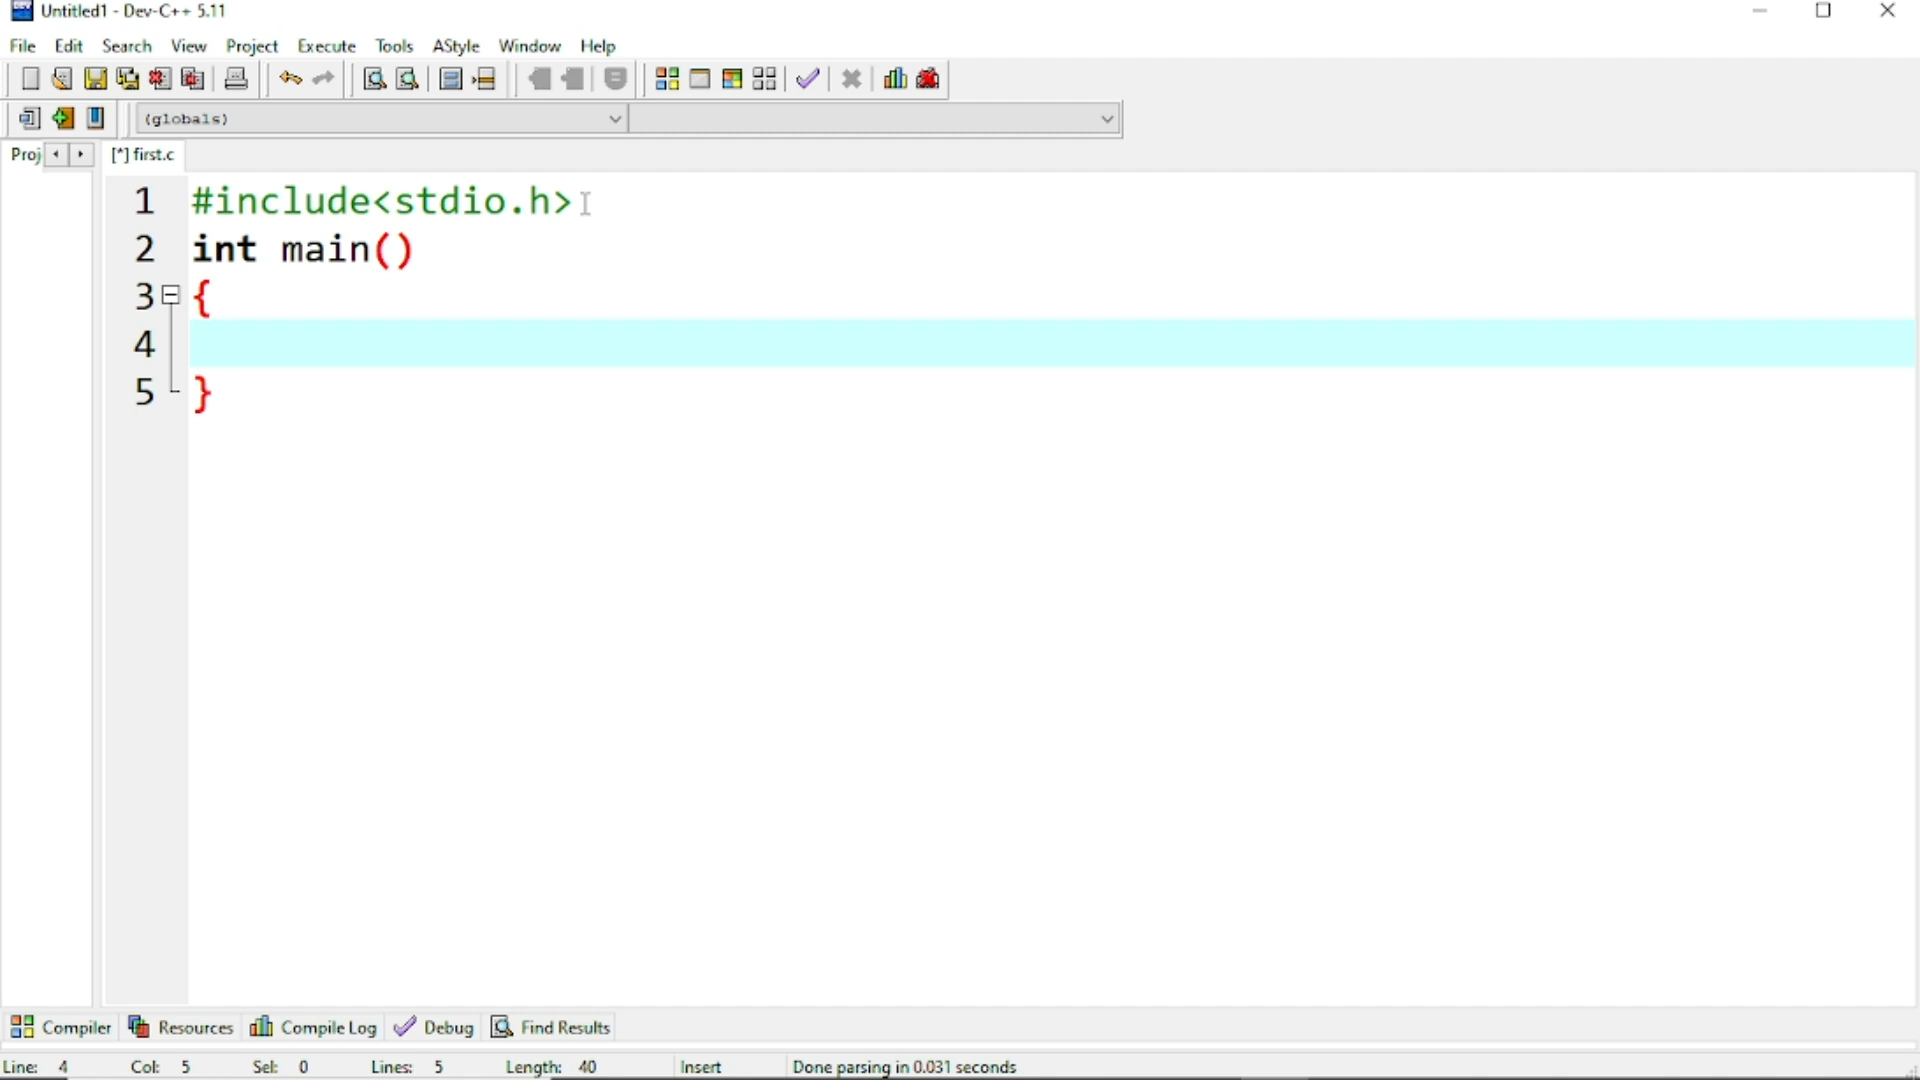 Untitled1 - Dev-C++ 5.11
File Edit Search View Project Execute Tools AStyle Window Help
(globals)
Proj [*] first.c
1 #include<stdio.h>
2 int main()
3 {
4
5 }
Compiler Resources Compile Log Debug Find Results
Line: 4 Col: 5 Sel: 0 Lines: 5 Length: 40 Insert Done parsing in 0.031 seconds